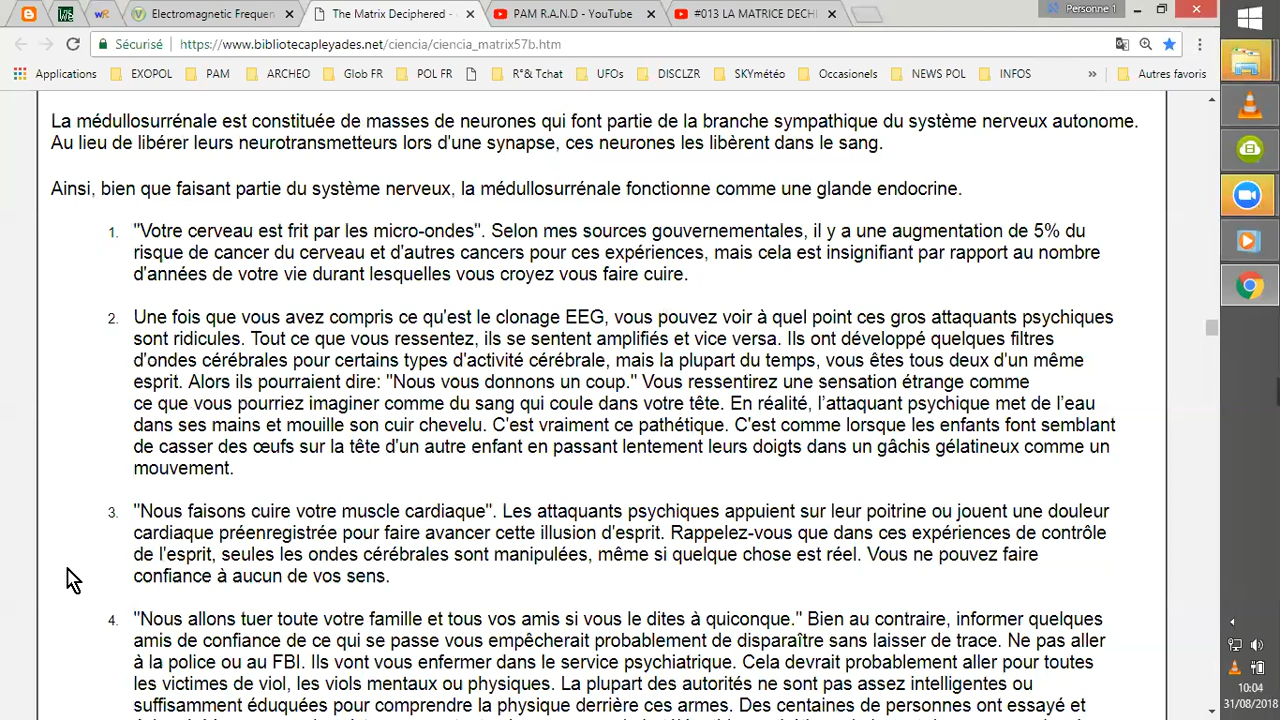 Electromagnetic Frequen
The Matrix Deciphered -
PAM R.A.N.D - YouTube
#013 LA MATRICE DECHI
Personne 1
Sécurisé
https://www.bibliotecapleyades.net/ciencia/ciencia_matrix57b.htm
Applications
EXOPOL
PAM
ARCHEO
Glob FR
POL FR
R°& Tchat
UFOs
DISCLZR
SKYmétéo
Occasionels
NEWS POL
INFOS
»
Autres favoris
La médullosurrénale est constituée de masses de neurones qui font partie de la branche sympathique du système nerveux autonome.
Au lieu de libérer leurs neurotransmetteurs lors d'une synapse, ces neurones les libèrent dans le sang.
Ainsi, bien que faisant partie du système nerveux, la médullosurrénale fonctionne comme une glande endocrine.
1. "Votre cerveau est frit par les micro-ondes". Selon mes sources gouvernementales, il y a une augmentation de 5% du
risque de cancer du cerveau et d'autres cancers pour ces expériences, mais cela est insignifiant par rapport au nombre
d'années de votre vie durant lesquelles vous croyez vous faire cuire.
2. Une fois que vous avez compris ce qu'est le clonage EEG, vous pouvez voir à quel point ces gros attaquants psychiques
sont ridicules. Tout ce que vous ressentez, ils se sentent amplifiés et vice versa. Ils ont développé quelques filtres
d'ondes cérébrales pour certains types d'activité cérébrale, mais la plupart du temps, vous êtes tous deux d'un même
esprit. Alors ils pourraient dire: "Nous vous donnons un coup." Vous ressentirez une sensation étrange comme
ce que vous pourriez imaginer comme du sang qui coule dans votre tête. En réalité, l'attaquant psychique met de l'eau
dans ses mains et mouille son cuir chevelu. C'est vraiment ce pathétique. C'est comme lorsque les enfants font semblant
de casser des œufs sur la tête d'un autre enfant en passant lentement leurs doigts dans un gâchis gélatineux comme un
mouvement.
3. "Nous faisons cuire votre muscle cardiaque". Les attaquants psychiques appuient sur leur poitrine ou jouent une douleur
cardiaque préenregistrée pour faire avancer cette illusion d'esprit. Rappelez-vous que dans ces expériences de contrôle
de l'esprit, seules les ondes cérébrales sont manipulées, même si quelque chose est réel. Vous ne pouvez faire
confiance à aucun de vos sens.
4. "Nous allons tuer toute votre famille et tous vos amis si vous le dites à quiconque." Bien au contraire, informer quelques
amis de confiance de ce qui se passe vous empêcherait probablement de disparaître sans laisser de trace. Ne pas aller
à la police ou au FBI. Ils vont vous enfermer dans le service psychiatrique. Cela devrait probablement aller pour toutes
les victimes de viol, les viols mentaux ou physiques. La plupart des autorités ne sont pas assez intelligentes ou
suffisamment éduquées pour comprendre la physique derrière ces armes. Des centaines de personnes ont essayé et
10:04
31/08/2018